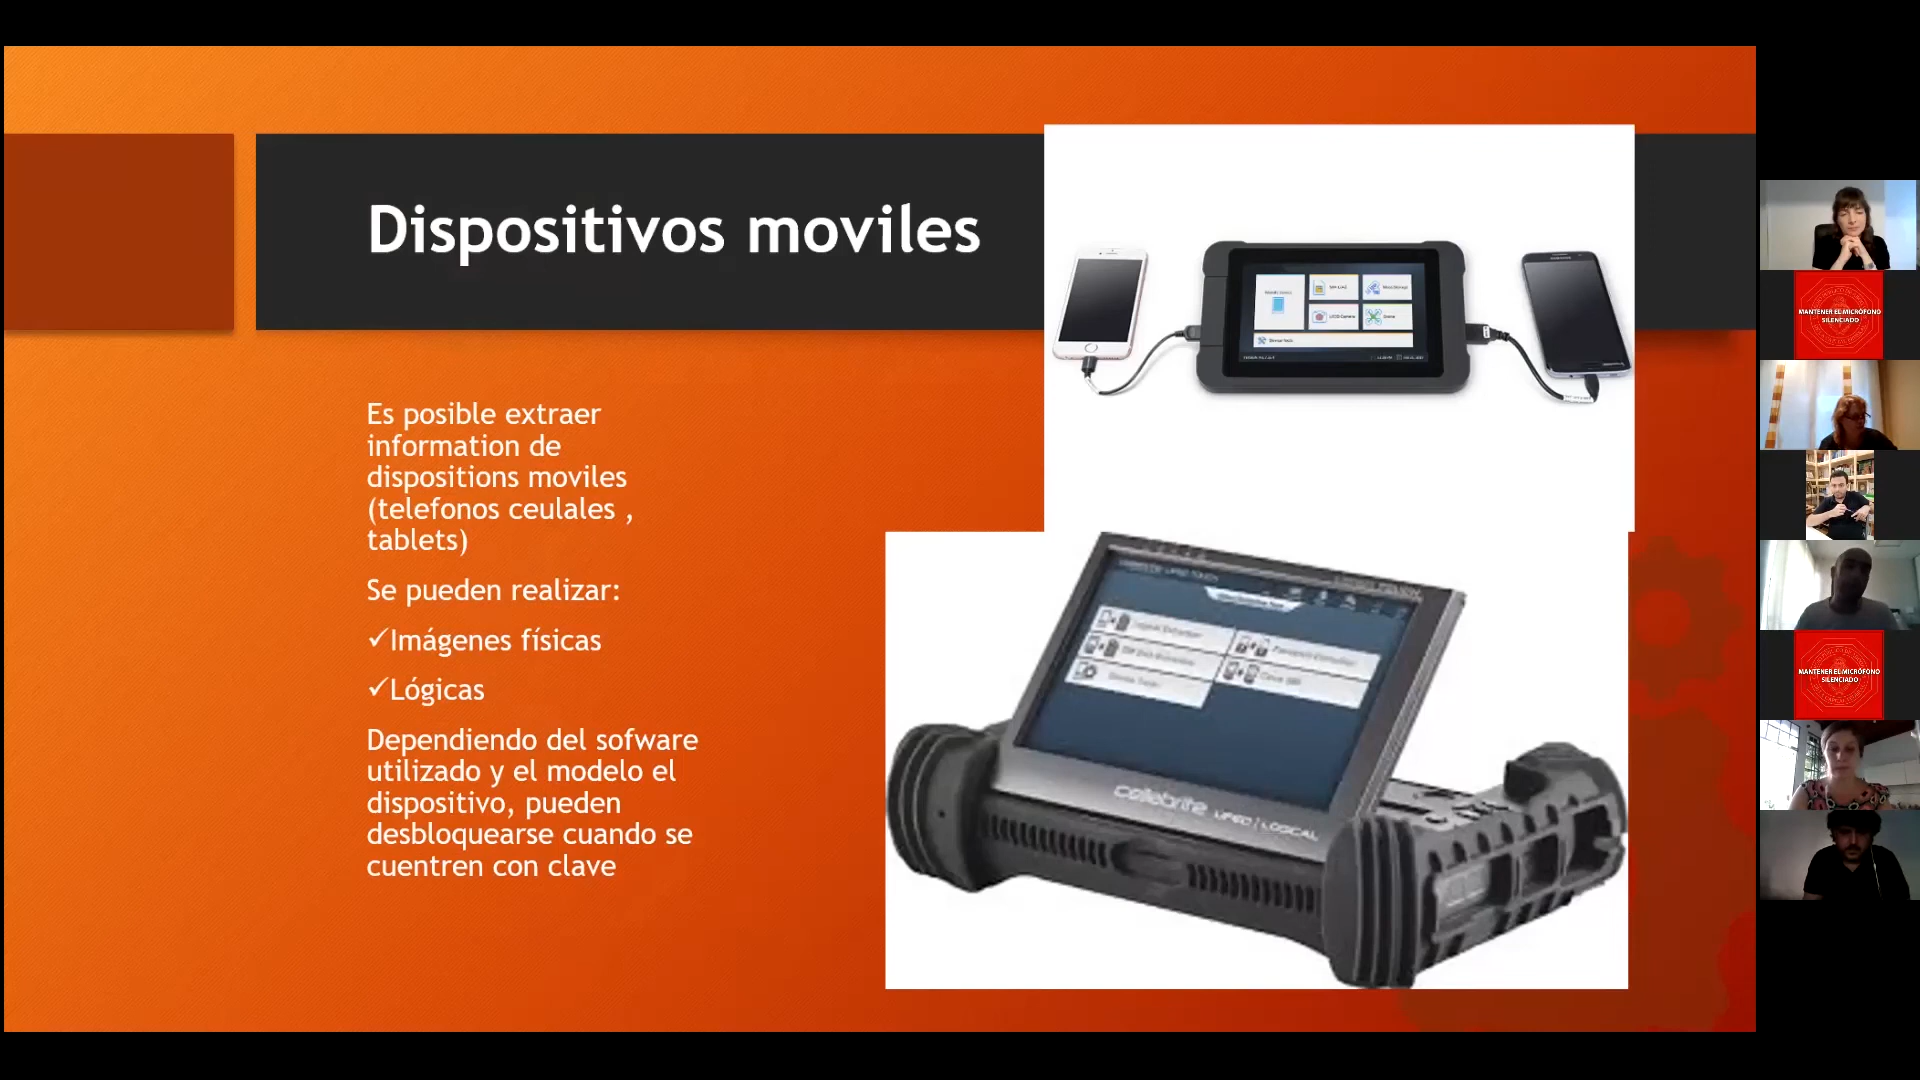 Dispositivos moviles
Es posible extraer
information de
dispositions moviles
(telefonos ceulales ,
tablets)
Se pueden realizar:
✓Imágenes físicas
✓Lógicas
Dependiendo del sofware
utilizado y el modelo el
dispositivo, pueden
desbloquearse cuando se
cuentren con clave
cellebrite UFED | LOGICAL
MANTENER EL MICRÓFONO
SILENCIADO
MANTENER EL MICRÓFONO
SILENCIADO